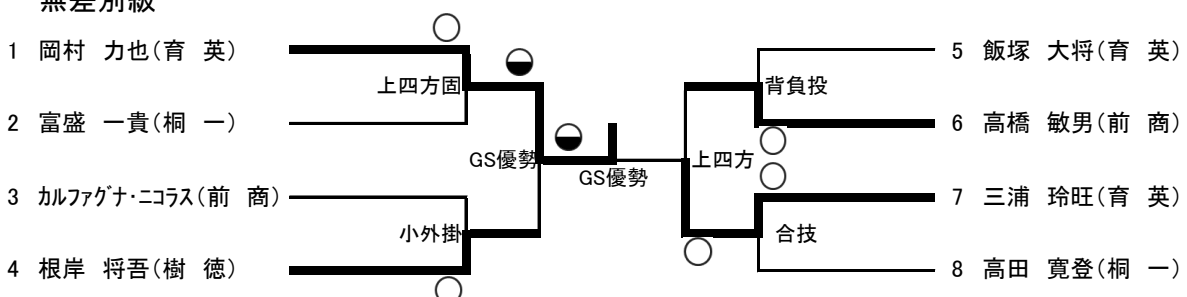 無差別級
1 岡村 力也(育 英)
2 富盛 一貴(桐 一)
3 カルファグナ・ニコラス(前 商)
4 根岸 将吾(樹 徳)
上四方固
小外掛
GS優勢
GS優勢
上四方
背負投
合技
5 飯塚 大将(育 英)
6 高橋 敏男(前 商)
7 三浦 玲旺(育 英)
8 高田 寛登(桐 一)